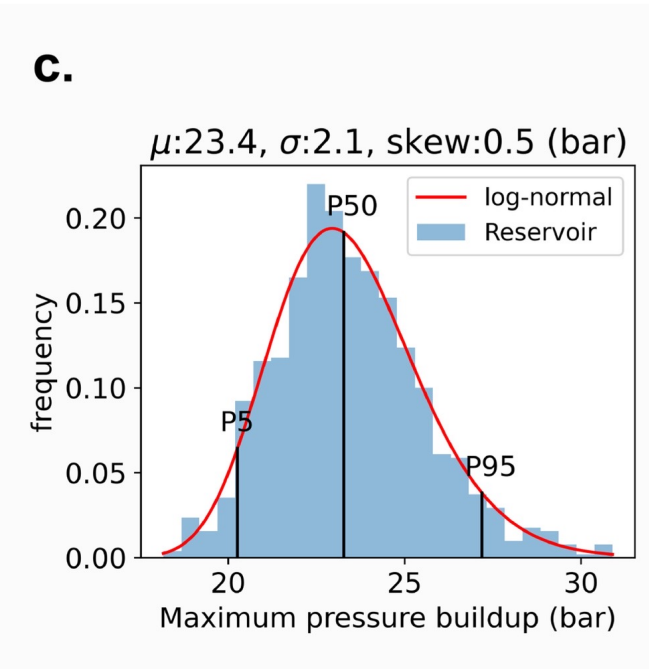 c.
μ:23.4, σ:2.1, skew:0.5 (bar)
log-normal
Reservoir
P50
P5
P95
frequency
0.20
0.15
0.10
0.05
0.00
20
25
30
Maximum pressure buildup (bar)